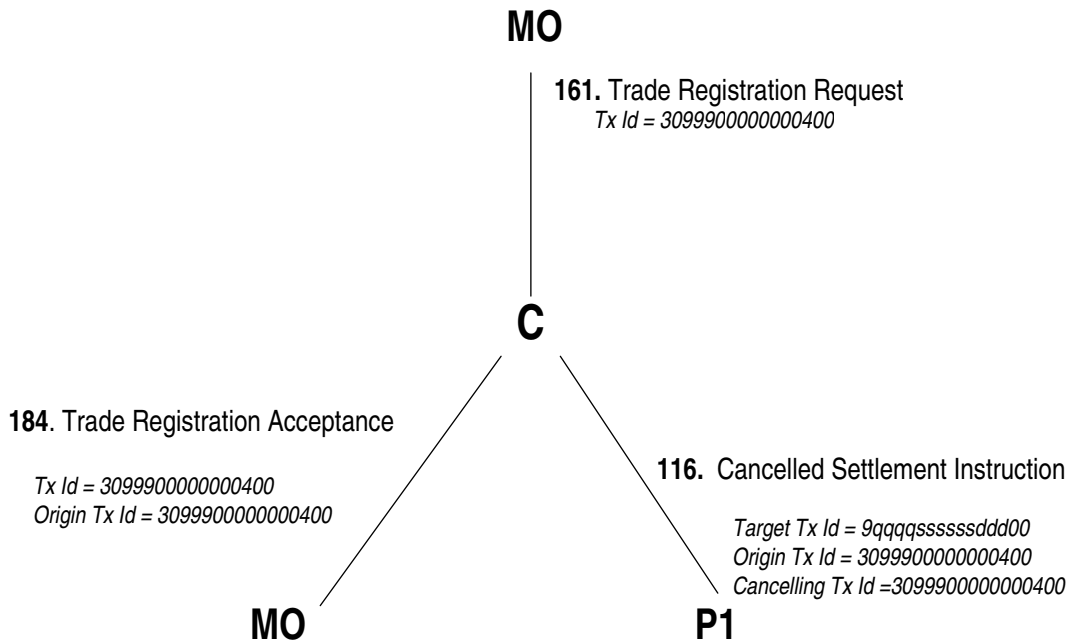 MO
161. Trade Registration Request
Tx Id = 3099900000000400
C
184. Trade Registration Acceptance
Tx Id = 3099900000000400
Origin Tx Id = 3099900000000400
116. Cancelled Settlement Instruction
Target Tx Id = 9qqqqssssssddd00
Origin Tx Id = 3099900000000400
Cancelling Tx Id =3099900000000400
MO
P1